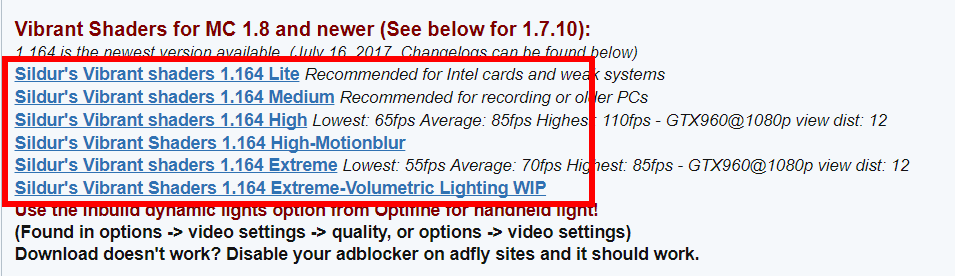 Vibrant Shaders for MC 1.8 and newer (See below for 1.7.10):
1.164 is the newest version available. (July 16, 2017, Changelogs can be found below)
Sildur's Vibrant shaders 1.164 Lite Recommended for Intel cards and weak systems
Sildur's Vibrant shaders 1.164 Medium Recommended for recording or older PCs
Sildur's Vibrant shaders 1.164 High Lowest: 65fps Average: 85fps Highest: 110fps - GTX960@1080p view dist: 12
Sildur's Vibrant Shaders 1.164 High-Motionblur
Sildur's Vibrant shaders 1.164 Extreme Lowest: 55fps Average: 70fps Highest: 85fps - GTX960@1080p view dist: 12
Sildur's Vibrant Shaders 1.164 Extreme-Volumetric Lighting WIP
Use the inbuild dynamic lights option from Optifine for handheld light!
(Found in options -> video settings -> quality, or options -> video settings)
Download doesn't work? Disable your adblocker on adfly sites and it should work.